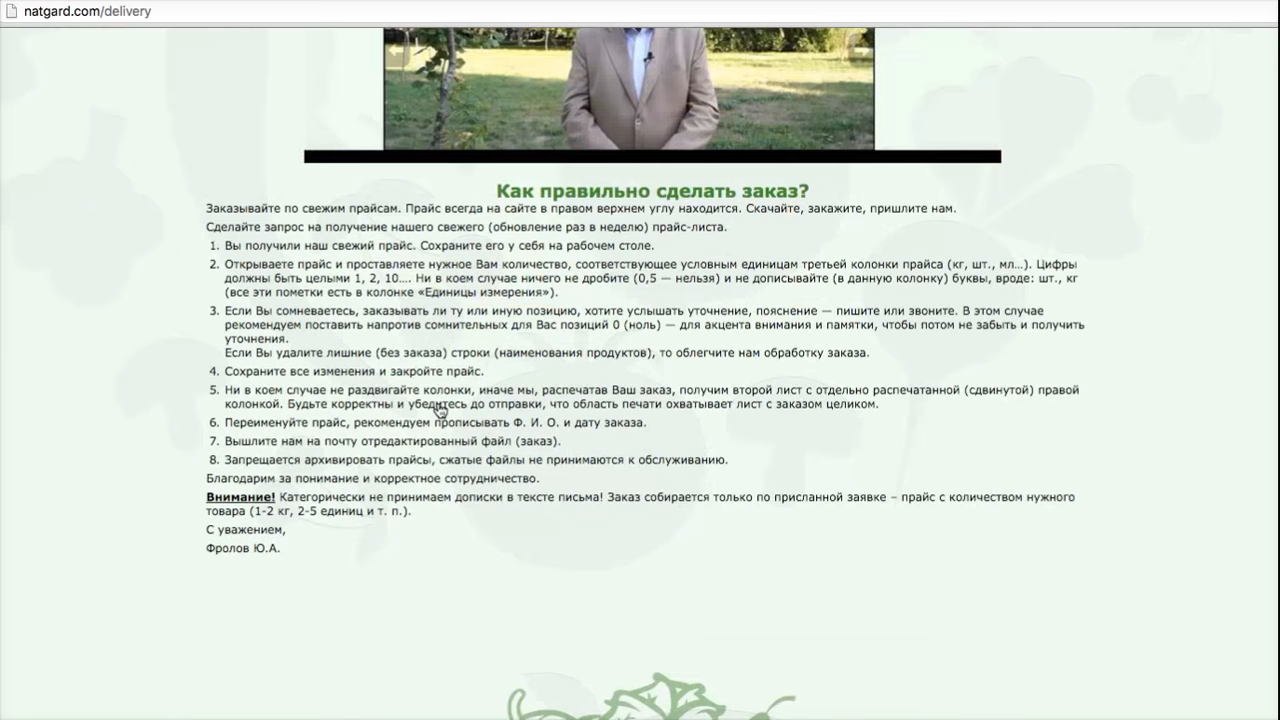 natgard.com/delivery
Как правильно сделать заказ?
Заказывайте по свежим прайсам. Прайс всегда на сайте в правом верхнем углу находится. Скачайте, закажите, пришлите нам.
Сделайте запрос на получение нашего свежего (обновление раз в неделю) прайс-листа.
1. Вы получили наш свежий прайс. Сохраните его у себя на рабочем столе.
2. Открываете прайс и проставляете нужное Вам количество, соответствующее условным единицам третьей колонки прайса (кг, шт., мл...). Цифры
должны быть целыми 1, 2, 10.... Ни в коем случае ничего не дробите (0,5 — нельзя) и не дописывайте (в данную колонку) буквы, вроде: шт., кг
(все эти пометки есть в колонке «Единицы измерения»).
3. Если Вы сомневаетесь, заказывать ли ту или иную позицию, хотите услышать уточнение, пояснение — пишите или звоните. В этом случае
рекомендуем поставить напротив сомнительных для Вас позиций 0 (ноль) — для акцента внимания и памятки, чтобы потом не забыть и получить
уточнения.
Если Вы удалите лишние (без заказа) строки (наименования продуктов), то облегчите нам обработку заказа.
4. Сохраните все изменения и закройте прайс.
5. Ни в коем случае не раздвигайте колонки, иначе мы, распечатав Ваш заказ, получим второй лист с отдельно распечатанной (сдвинутой) правой
колонкой. Будьте корректны и убедитесь до отправки, что область печати охватывает лист с заказом целиком.
6. Переименуйте прайс, рекомендуем прописывать Ф. И. О. и дату заказа.
7. Вышлите нам на почту отредактированный файл (заказ).
8. Запрещается архивировать прайсы, сжатые файлы не принимаются к обслуживанию.
Благодарим за понимание и корректное сотрудничество.
Внимание! Категорически не принимаем дописки в тексте письма! Заказ собирается только по присланной заявке – прайс с количеством нужного
товара (1-2 кг, 2-5 единиц и т. п.).
С уважением,
Фролов Ю.А.